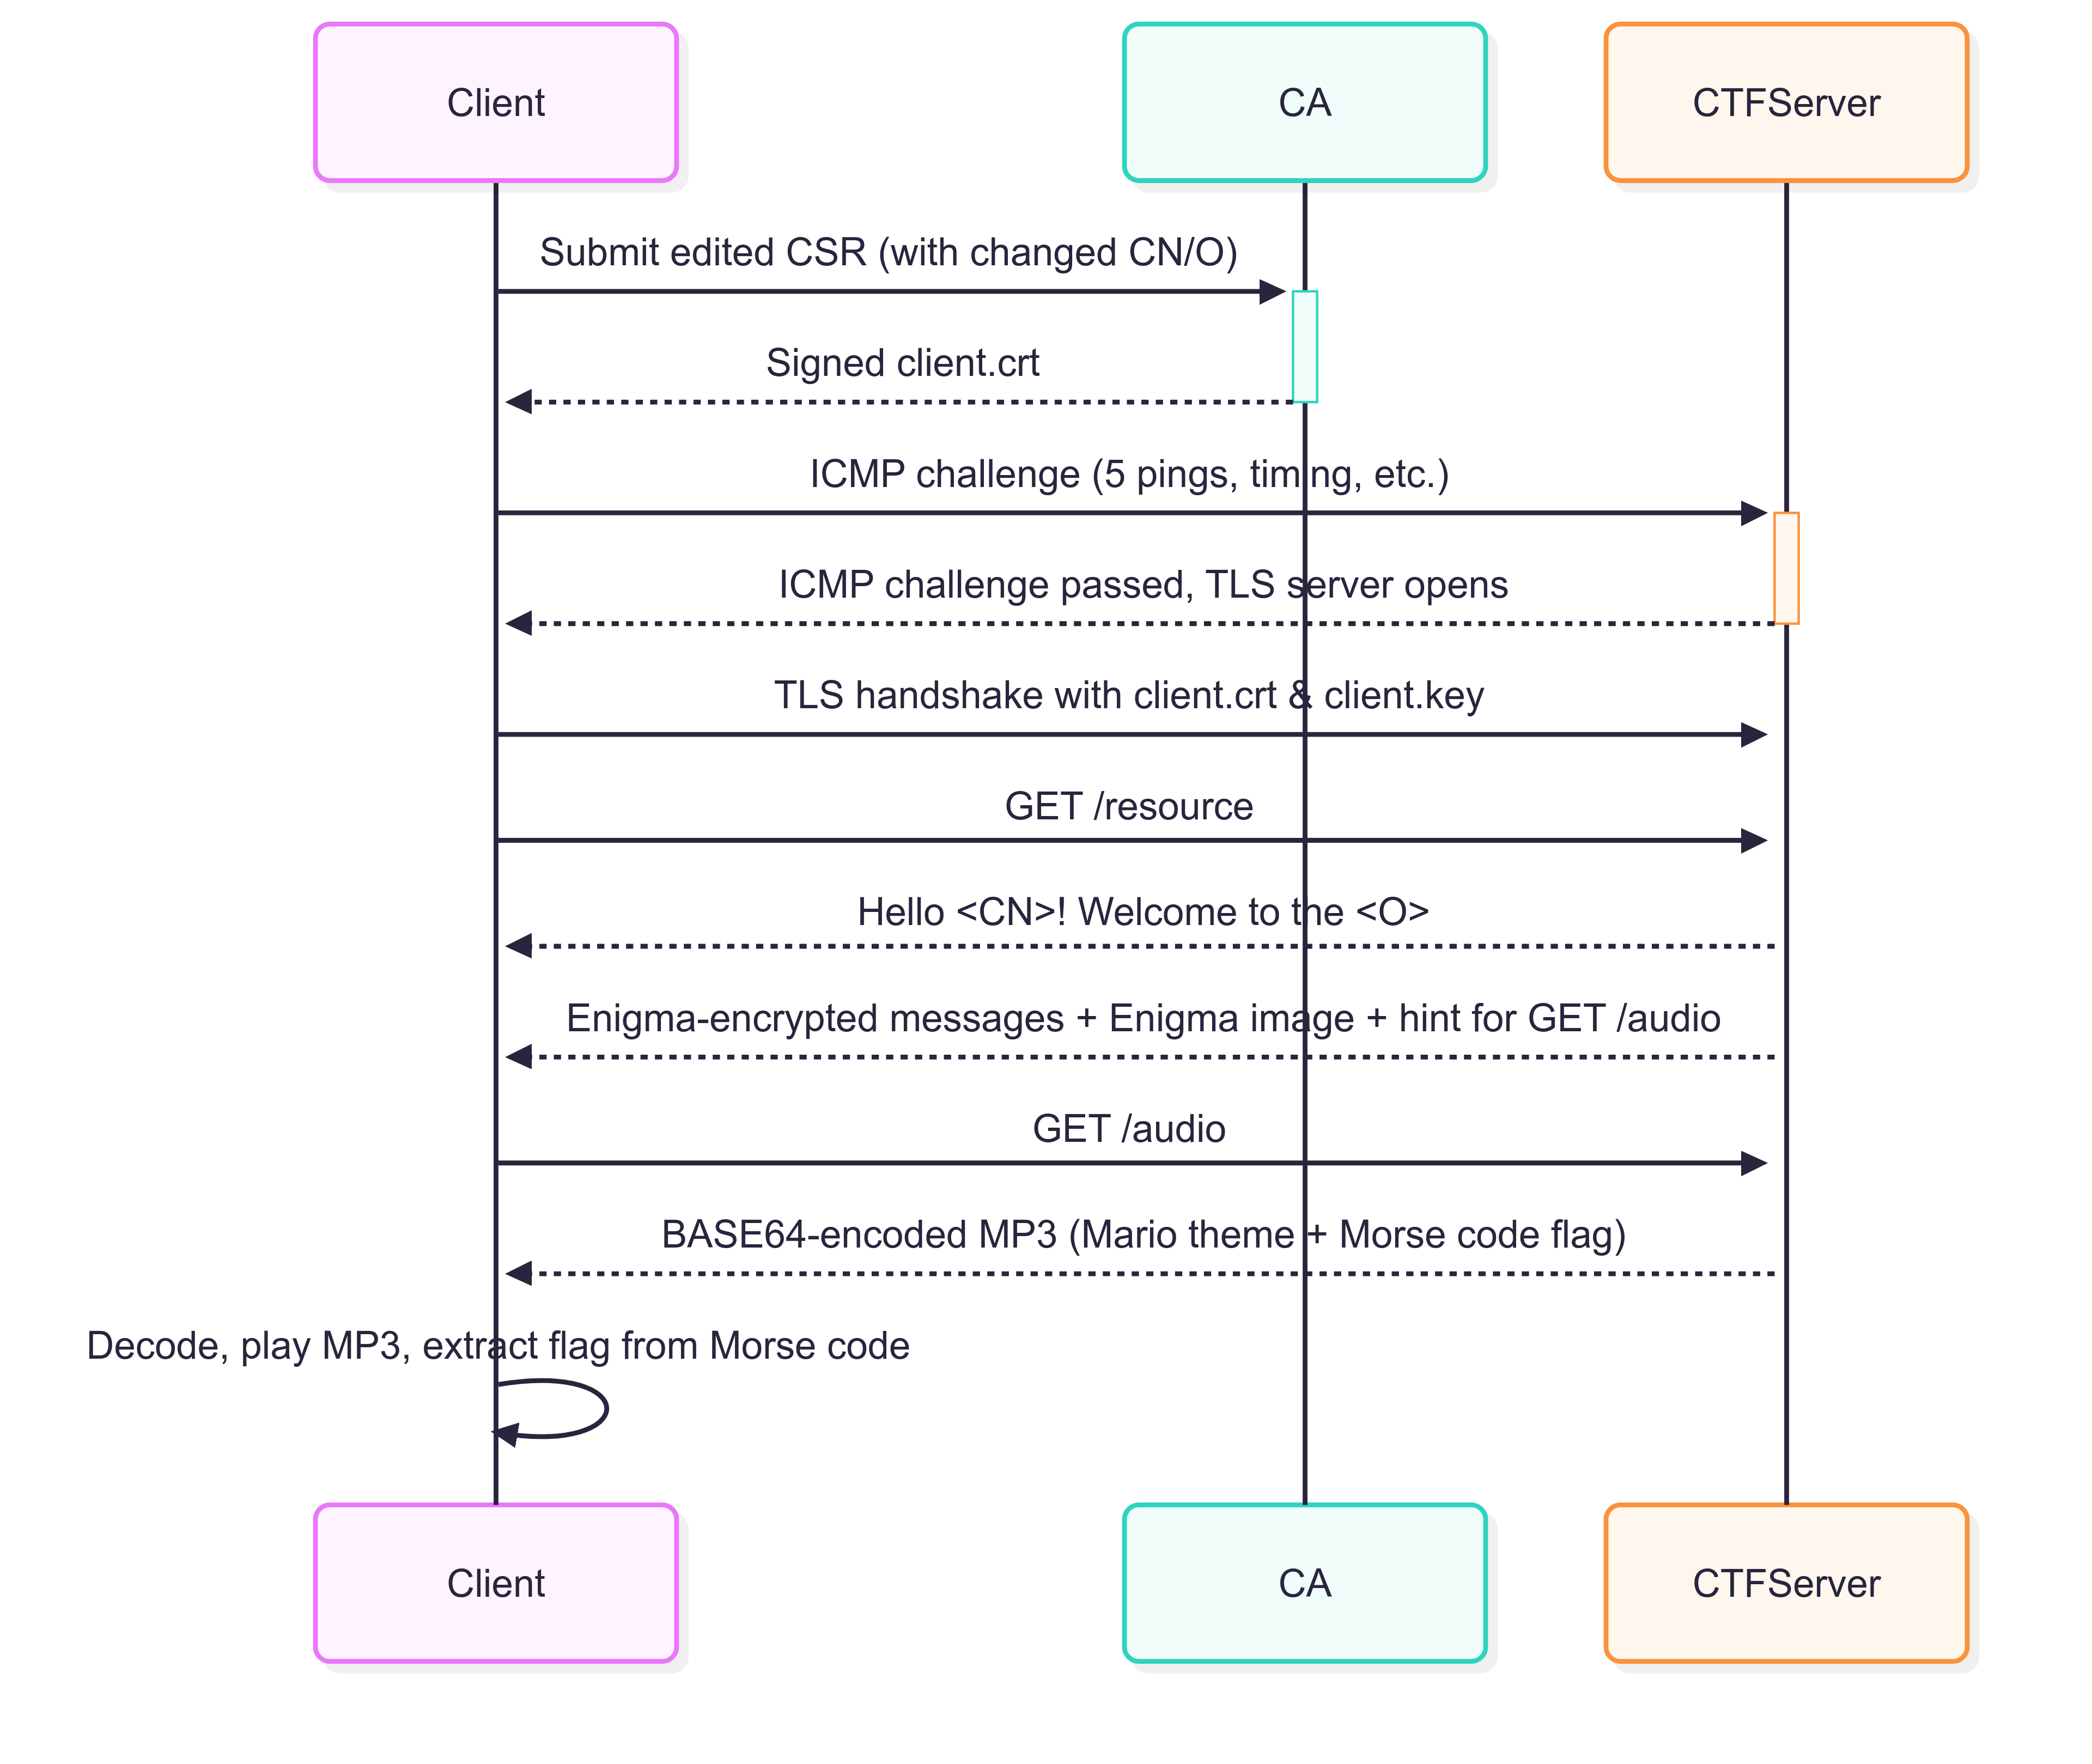 Client
CA
CTFServer
Submit edited CSR (with changed CN/O)
Signed client.crt
ICMP challenge (5 pings, timing, etc.)
ICMP challenge passed, TLS server opens
TLS handshake with client.crt & client.key
GET /resource
Hello <CN>! Welcome to the <O>
Enigma-encrypted messages + Enigma image + hint for GET /audio
GET /audio
BASE64-encoded MP3 (Mario theme + Morse code flag)
Decode, play MP3, extract flag from Morse code
Client
CA
CTFServer